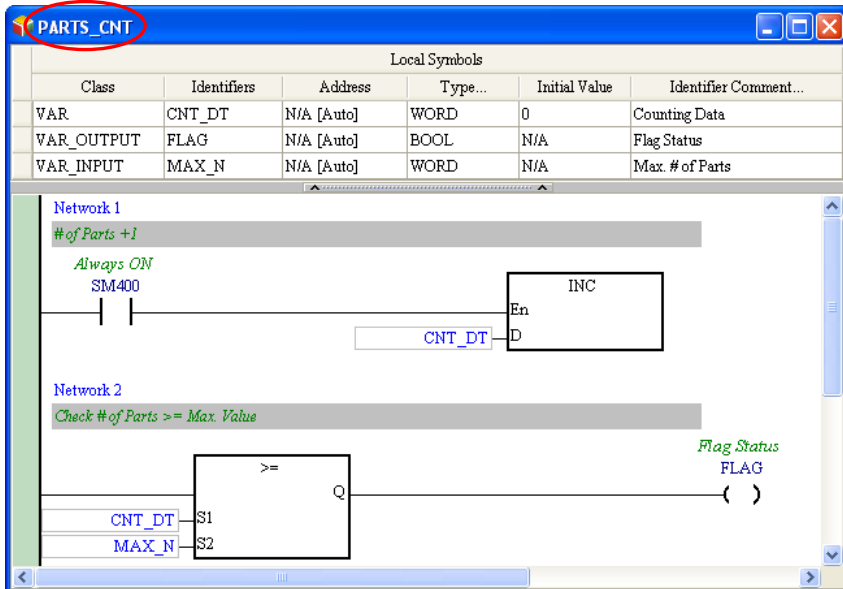 PARTS_CNT
Local Symbols
Class Identifiers Address Type... Initial Value Identifier Comment...
VAR CNT_DT N/A [Auto] WORD 0 Counting Data
VAR_OUTPUT FLAG N/A [Auto] BOOL N/A Flag Status
VAR_INPUT MAX_N N/A [Auto] WORD N/A Max. # of Parts
Network 1
# of Parts +1
Always ON
SM400
INC
En
CNT_DT D
Network 2
Check # of Parts >= Max. Value
Flag Status
>= FLAG
Q
CNT_DT S1
MAX_N S2